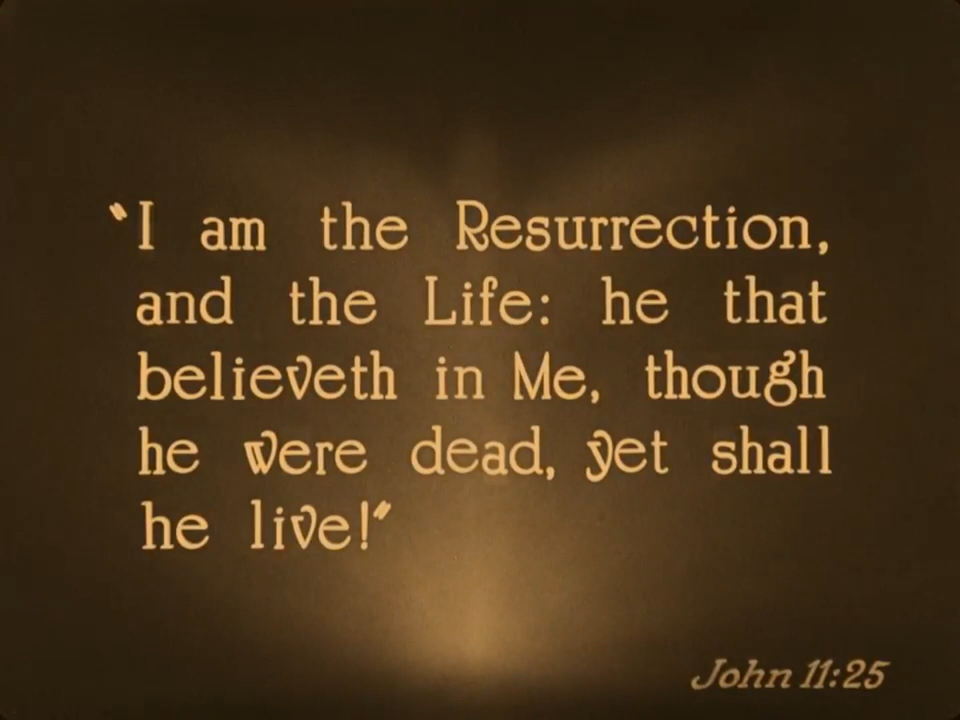 “I am the Resurrection,
and the Life: he that
believeth in Me, though
he were dead, yet shall
he live!”
John 11:25